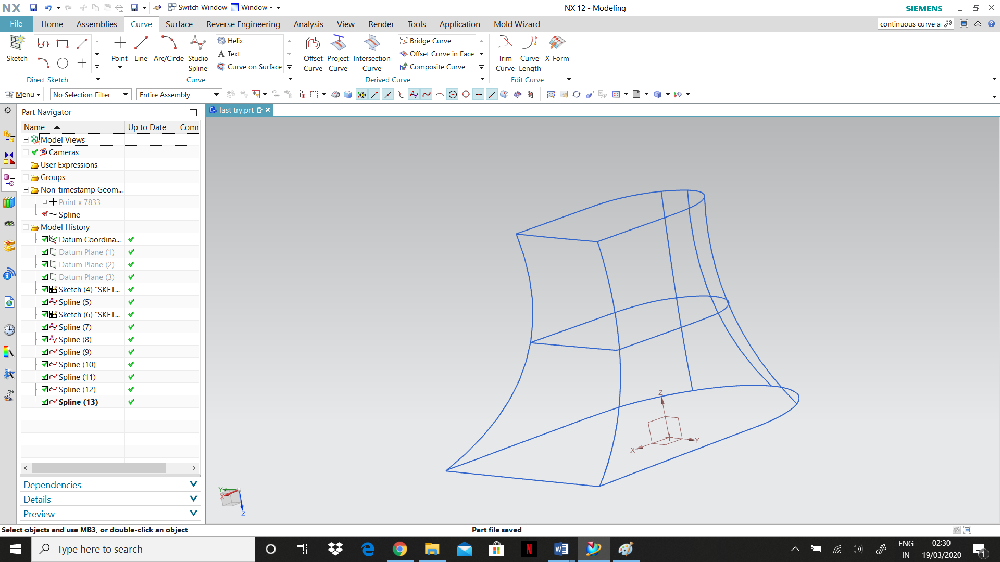 NX Switch Window Window NX 12 - Modeling SIEMENS
File Home Assemblies Curve Surface Reverse Engineering Analysis View Render Tools Application Mold Wizard continuous curve a
Sketch
Direct Sketch
Point Line Arc/Circle Studio Spline
Helix
Text
Curve on Surface
Curve
Offset Curve Project Curve Intersection Curve
Bridge Curve
Offset Curve in Face
Composite Curve
Derived Curve
Trim Curve Curve Length X-Form
Edit Curve
Menu No Selection Filter Entire Assembly
Part Navigator
last try.prt
Name Up to Date Comr
Model Views
Cameras
User Expressions
Groups
Non-timestamp Geom...
Point x 7833
Spline
Model History
Datum Coordina...
Datum Plane (1)
Datum Plane (2)
Datum Plane (3)
Sketch (4) "SKET...
Spline (5)
Sketch (6) "SKET...
Spline (7)
Spline (8)
Spline (9)
Spline (10)
Spline (11)
Spline (12)
Spline (13)
Z
X Y
Dependencies
Details
Preview
Y
X
Z
Select objects and use MB3, or double-click an object Part file saved
Type here to search
ENG
IN
02:30
19/03/2020
1